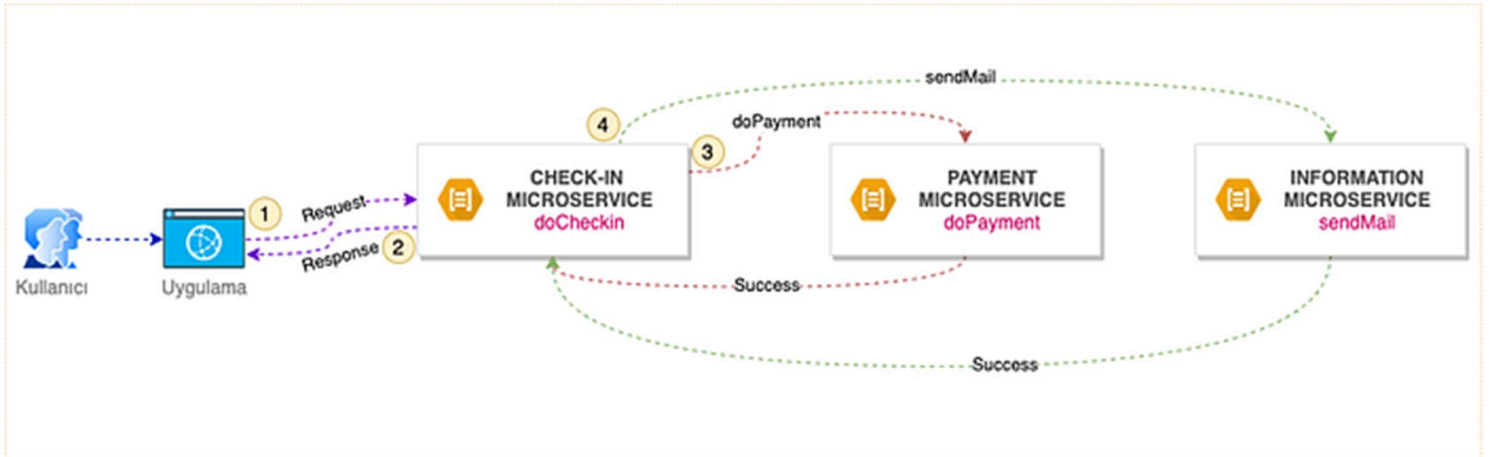 sendMail
4
doPayment
3
CHECK-IN
MICROSERVICE
doCheckin
PAYMENT
MICROSERVICE
doPayment
INFORMATION
MICROSERVICE
sendMail
1
Request
Response
2
Kullanıcı
Uygulama
Success
Success